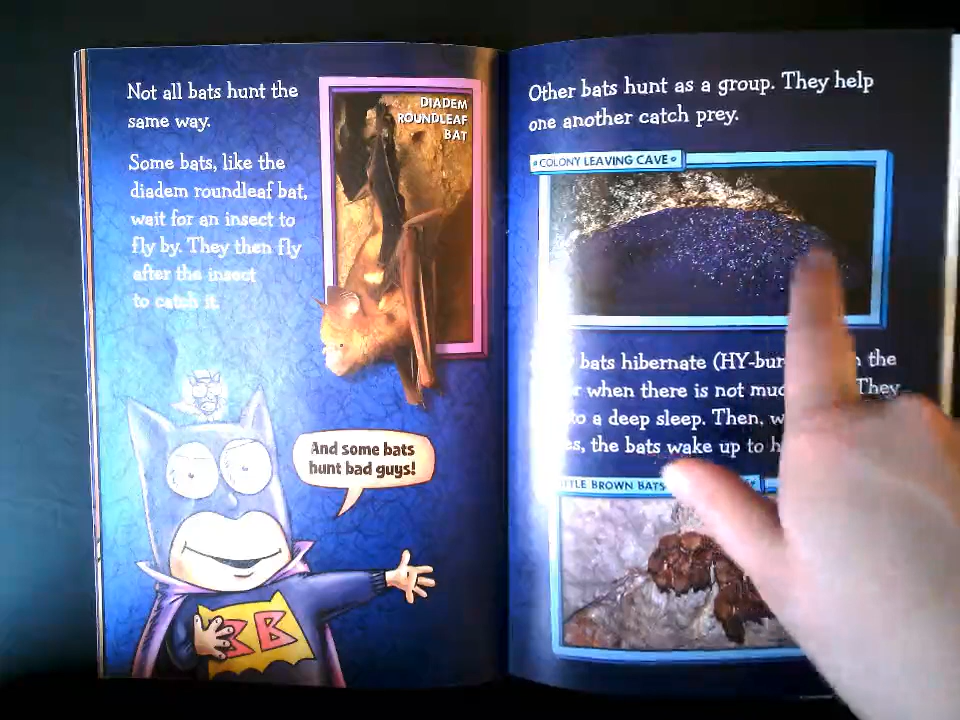 Not all bats hunt the
same way.
Some bats, like the
diadem roundleaf bat,
wait for an insect to
fly by. They then fly
after the insect
to catch it.
DIADEM
ROUNDLEAF
BAT
And some bats
hunt bad guys!
B B
Other bats hunt as a group. They help
one another catch prey.
COLONY LEAVING CAVE
bats hibernate (HY-bur the
when there is not They
to a deep sleep. Then,
the bats wake up to
BROWN BATS